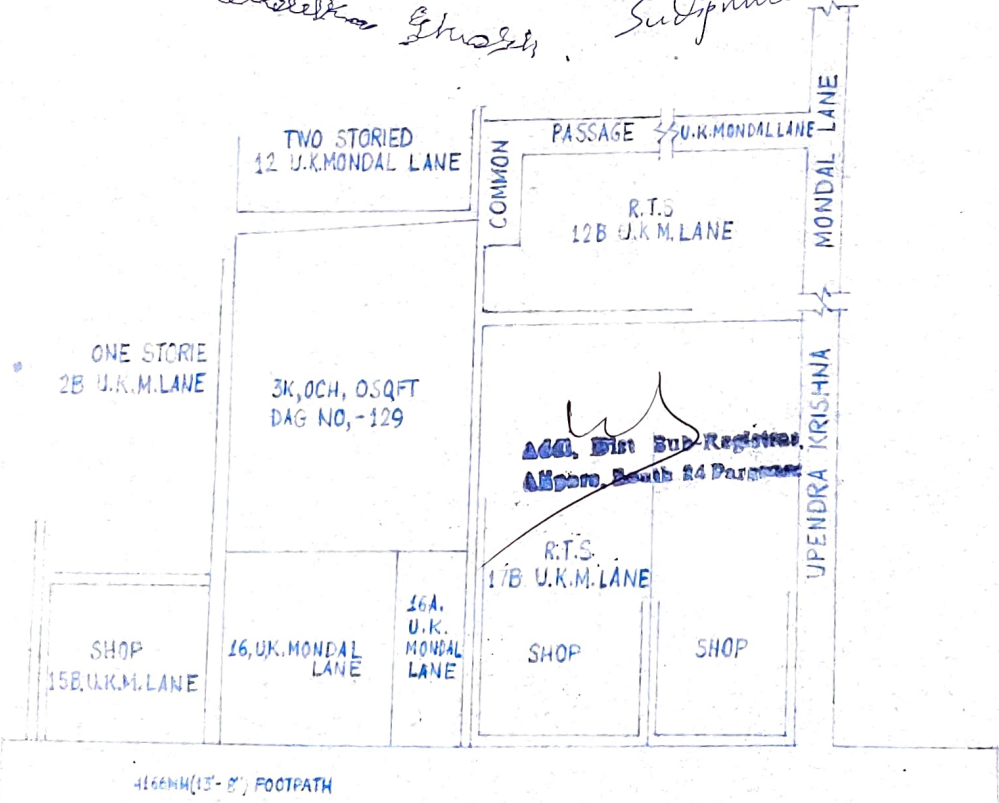 Ghosh.
TWO STORIED
12 U.K.MONDAL LANE
COMMON
PASSAGE
U.K.MONDAL LANE
R.T.S
12B U.K.M.LANE
UPENDRA KRISHNA MONDAL LANE
ONE STORIE
2B U.K.M.LANE
3K,0CH, 0SQFT
DAG NO,-129
Addl. Dist Sub-Registrar.
Alipore, South 24 Parganas
R.T.S.
17B U.K.M.LANE
SHOP
15B,U.K.M.LANE
16,U.K.MONDAL
LANE
16A.
U.K.
MONDAL
LANE
SHOP
SHOP
4166MM(13'-8") FOOTPATH